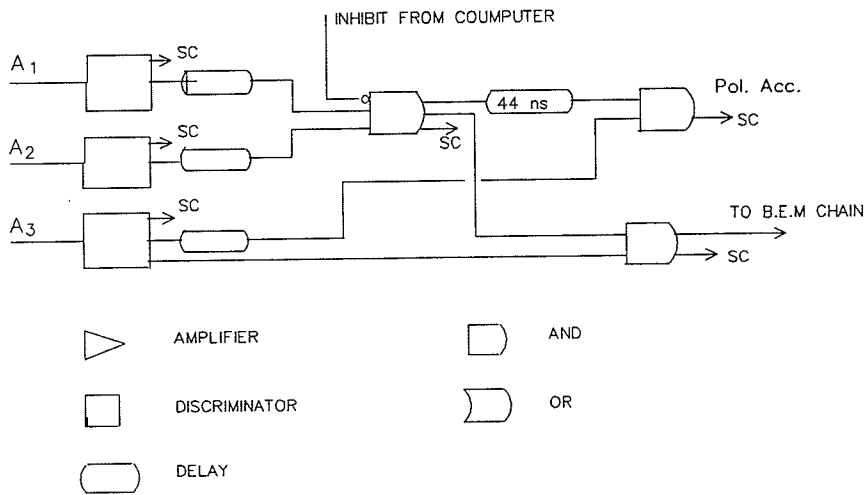 INHIBIT FROM COUMPUTER
A1
SC
A2
SC
A3
SC
SC
44 ns
Pol. Acc.
SC
TO B.E.M CHAIN
SC
AMPLIFIER
AND
DISCRIMINATOR
OR
DELAY